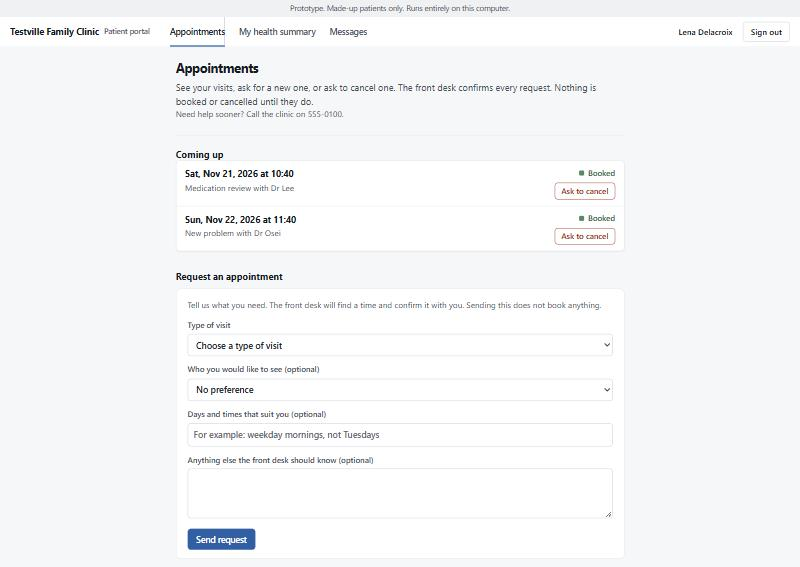 Prototype. Made-up patients only. Runs entirely on this computer.
Testville Family Clinic Patient portal Appointments My health summary Messages Lena Delacroix Sign out
Appointments
See your visits, ask for a new one, or ask to cancel one. The front desk confirms every request. Nothing is
booked or cancelled until they do.
Need help sooner? Call the clinic on 555-0100.
Coming up
Sat, Nov 21, 2026 at 10:40 Booked
Medication review with Dr Lee Ask to cancel
Sun, Nov 22, 2026 at 11:40 Booked
New problem with Dr Osei Ask to cancel
Request an appointment
Tell us what you need. The front desk will find a time and confirm it with you. Sending this does not book anything.
Type of visit
Choose a type of visit
Who you would like to see (optional)
No preference
Days and times that suit you (optional)
For example: weekday mornings, not Tuesdays
Anything else the front desk should know (optional)
Send request